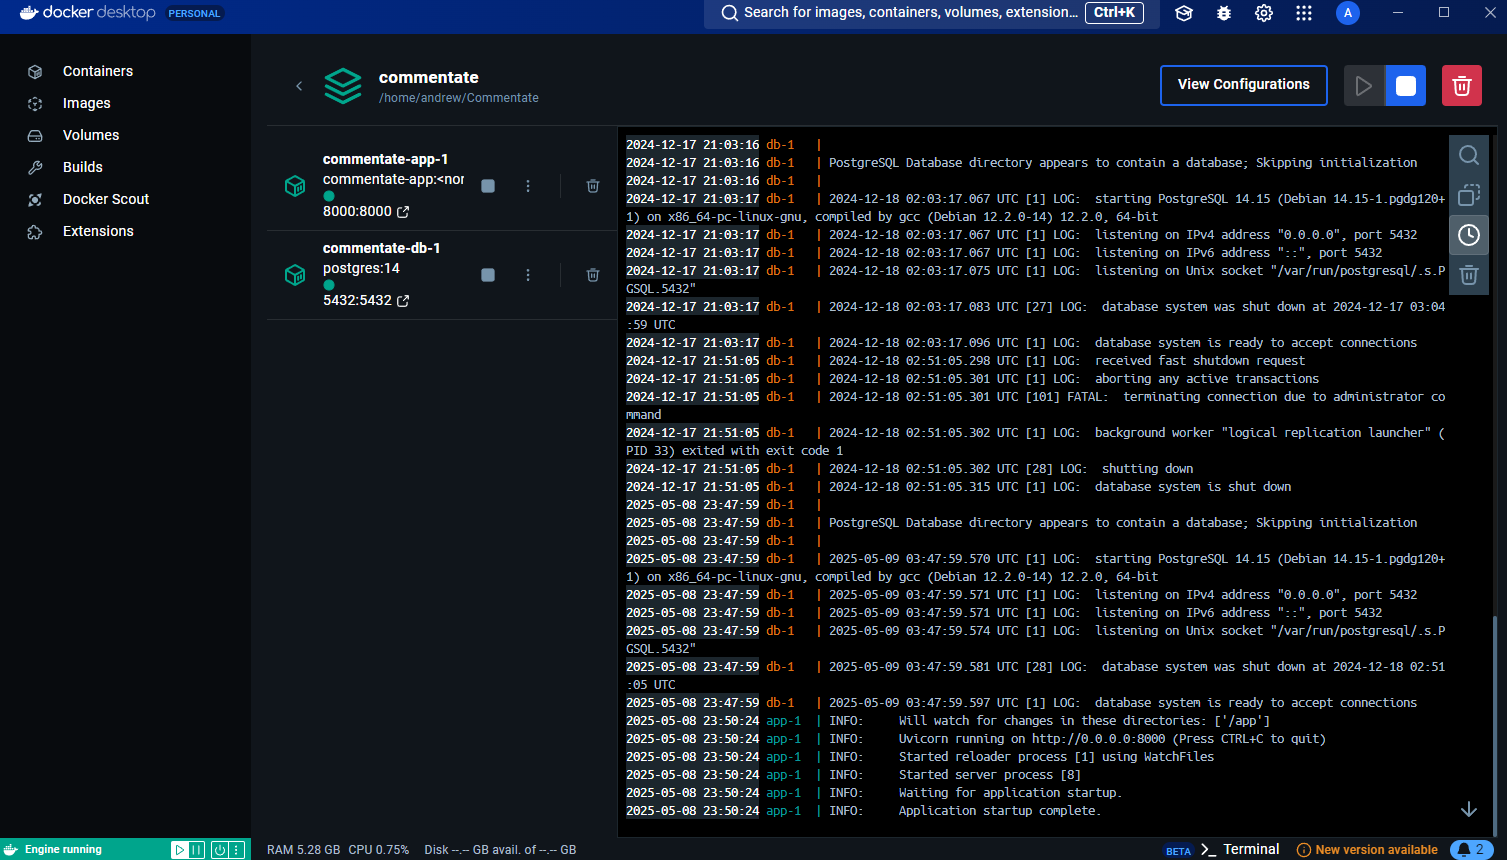 docker desktop PERSONAL
Search for images, containers, volumes, extension... Ctrl+K
A
Containers
Images
Volumes
Builds
Docker Scout
Extensions
commentate
/home/andrew/Commentate
View Configurations
commentate-app-1
commentate-app:<nor
8000:8000
commentate-db-1
postgres:14
5432:5432
2024-12-17 21:03:16 db-1 |
2024-12-17 21:03:16 db-1 | PostgreSQL Database directory appears to contain a database; Skipping initialization
2024-12-17 21:03:16 db-1 |
2024-12-17 21:03:17 db-1 | 2024-12-18 02:03:17.067 UTC [1] LOG:  starting PostgreSQL 14.15 (Debian 14.15-1.pgdg120+
1) on x86_64-pc-linux-gnu, compiled by gcc (Debian 12.2.0-14) 12.2.0, 64-bit
2024-12-17 21:03:17 db-1 | 2024-12-18 02:03:17.067 UTC [1] LOG:  listening on IPv4 address "0.0.0.0", port 5432
2024-12-17 21:03:17 db-1 | 2024-12-18 02:03:17.067 UTC [1] LOG:  listening on IPv6 address "::", port 5432
2024-12-17 21:03:17 db-1 | 2024-12-18 02:03:17.075 UTC [1] LOG:  listening on Unix socket "/var/run/postgresql/.s.P
GSQL.5432"
2024-12-17 21:03:17 db-1 | 2024-12-18 02:03:17.083 UTC [27] LOG:  database system was shut down at 2024-12-17 03:04
:59 UTC
2024-12-17 21:03:17 db-1 | 2024-12-18 02:03:17.096 UTC [1] LOG:  database system is ready to accept connections
2024-12-17 21:51:05 db-1 | 2024-12-18 02:51:05.298 UTC [1] LOG:  received fast shutdown request
2024-12-17 21:51:05 db-1 | 2024-12-18 02:51:05.301 UTC [1] LOG:  aborting any active transactions
2024-12-17 21:51:05 db-1 | 2024-12-18 02:51:05.301 UTC [101] FATAL:  terminating connection due to administrator co
mmand
2024-12-17 21:51:05 db-1 | 2024-12-18 02:51:05.302 UTC [1] LOG:  background worker "logical replication launcher" (
PID 33) exited with exit code 1
2024-12-17 21:51:05 db-1 | 2024-12-18 02:51:05.302 UTC [28] LOG:  shutting down
2024-12-17 21:51:05 db-1 | 2024-12-18 02:51:05.315 UTC [1] LOG:  database system is shut down
2025-05-08 23:47:59 db-1 |
2025-05-08 23:47:59 db-1 | PostgreSQL Database directory appears to contain a database; Skipping initialization
2025-05-08 23:47:59 db-1 |
2025-05-08 23:47:59 db-1 | 2025-05-09 03:47:59.570 UTC [1] LOG:  starting PostgreSQL 14.15 (Debian 14.15-1.pgdg120+
1) on x86_64-pc-linux-gnu, compiled by gcc (Debian 12.2.0-14) 12.2.0, 64-bit
2025-05-08 23:47:59 db-1 | 2025-05-09 03:47:59.571 UTC [1] LOG:  listening on IPv4 address "0.0.0.0", port 5432
2025-05-08 23:47:59 db-1 | 2025-05-09 03:47:59.571 UTC [1] LOG:  listening on IPv6 address "::", port 5432
2025-05-08 23:47:59 db-1 | 2025-05-09 03:47:59.574 UTC [1] LOG:  listening on Unix socket "/var/run/postgresql/.s.P
GSQL.5432"
2025-05-08 23:47:59 db-1 | 2025-05-09 03:47:59.581 UTC [28] LOG:  database system was shut down at 2024-12-18 02:51
:05 UTC
2025-05-08 23:47:59 db-1 | 2025-05-09 03:47:59.597 UTC [1] LOG:  database system is ready to accept connections
2025-05-08 23:50:24 app-1 | INFO:     Will watch for changes in these directories: ['/app']
2025-05-08 23:50:24 app-1 | INFO:     Uvicorn running on http://0.0.0.0:8000 (Press CTRL+C to quit)
2025-05-08 23:50:24 app-1 | INFO:     Started reloader process [1] using WatchFiles
2025-05-08 23:50:24 app-1 | INFO:     Started server process [8]
2025-05-08 23:50:24 app-1 | INFO:     Waiting for application startup.
2025-05-08 23:50:24 app-1 | INFO:     Application startup complete.
Engine running
RAM 5.28 GB CPU 0.75% Disk --.-- GB avail. of --.-- GB
BETA >_ Terminal New version available 2